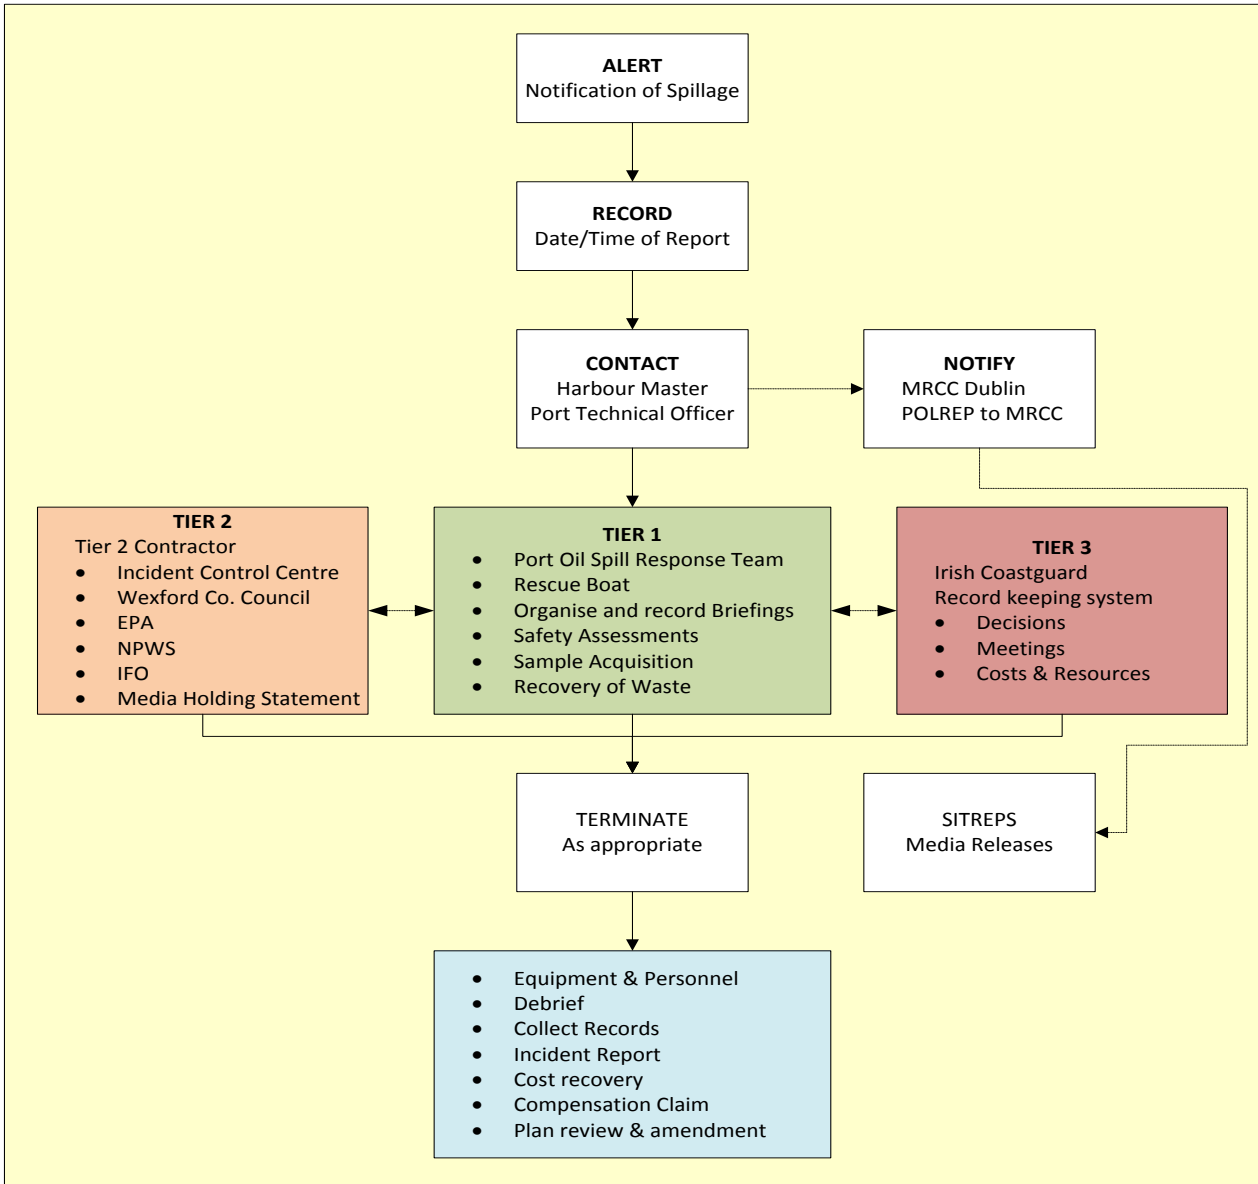 ALERT
Notification of Spillage
RECORD
Date/Time of Report
CONTACT
Harbour Master
Port Technical Officer
NOTIFY
MRCC Dublin
POLREP to MRCC
TIER 2
Tier 2 Contractor
• Incident Control Centre
• Wexford Co. Council
• EPA
• NPWS
• IFO
• Media Holding Statement
TIER 1
• Port Oil Spill Response Team
• Rescue Boat
• Organise and record Briefings
• Safety Assessments
• Sample Acquisition
• Recovery of Waste
TIER 3
Irish Coastguard
Record keeping system
• Decisions
• Meetings
• Costs & Resources
TERMINATE
As appropriate
SITREPS
Media Releases
• Equipment & Personnel
• Debrief
• Collect Records
• Incident Report
• Cost recovery
• Compensation Claim
• Plan review & amendment